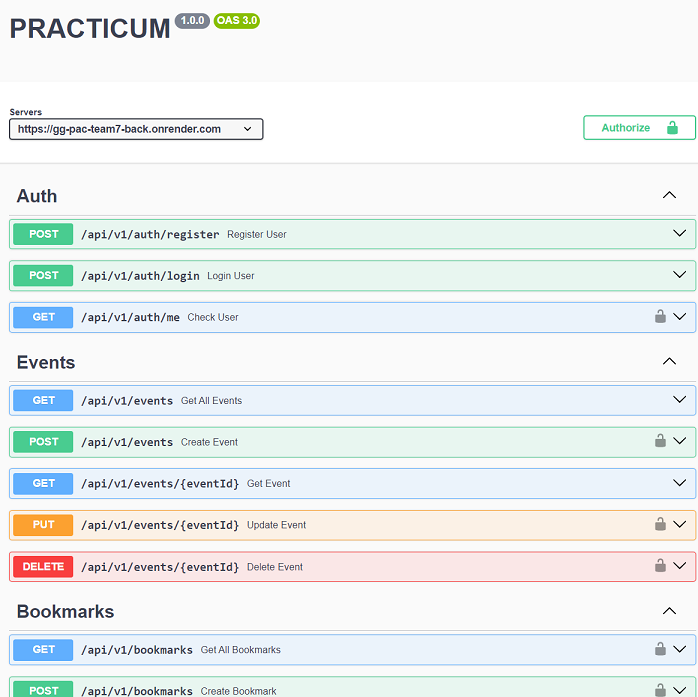 PRACTICUM 1.0.0 OAS 3.0
Servers
https://gg-pac-team7-back.onrender.com
Authorize
Auth
POST /api/v1/auth/register Register User
POST /api/v1/auth/login Login User
GET /api/v1/auth/me Check User
Events
GET /api/v1/events Get All Events
POST /api/v1/events Create Event
GET /api/v1/events/{eventId} Get Event
PUT /api/v1/events/{eventId} Update Event
DELETE /api/v1/events/{eventId} Delete Event
Bookmarks
GET /api/v1/bookmarks Get All Bookmarks
POST /api/v1/bookmarks Create Bookmark